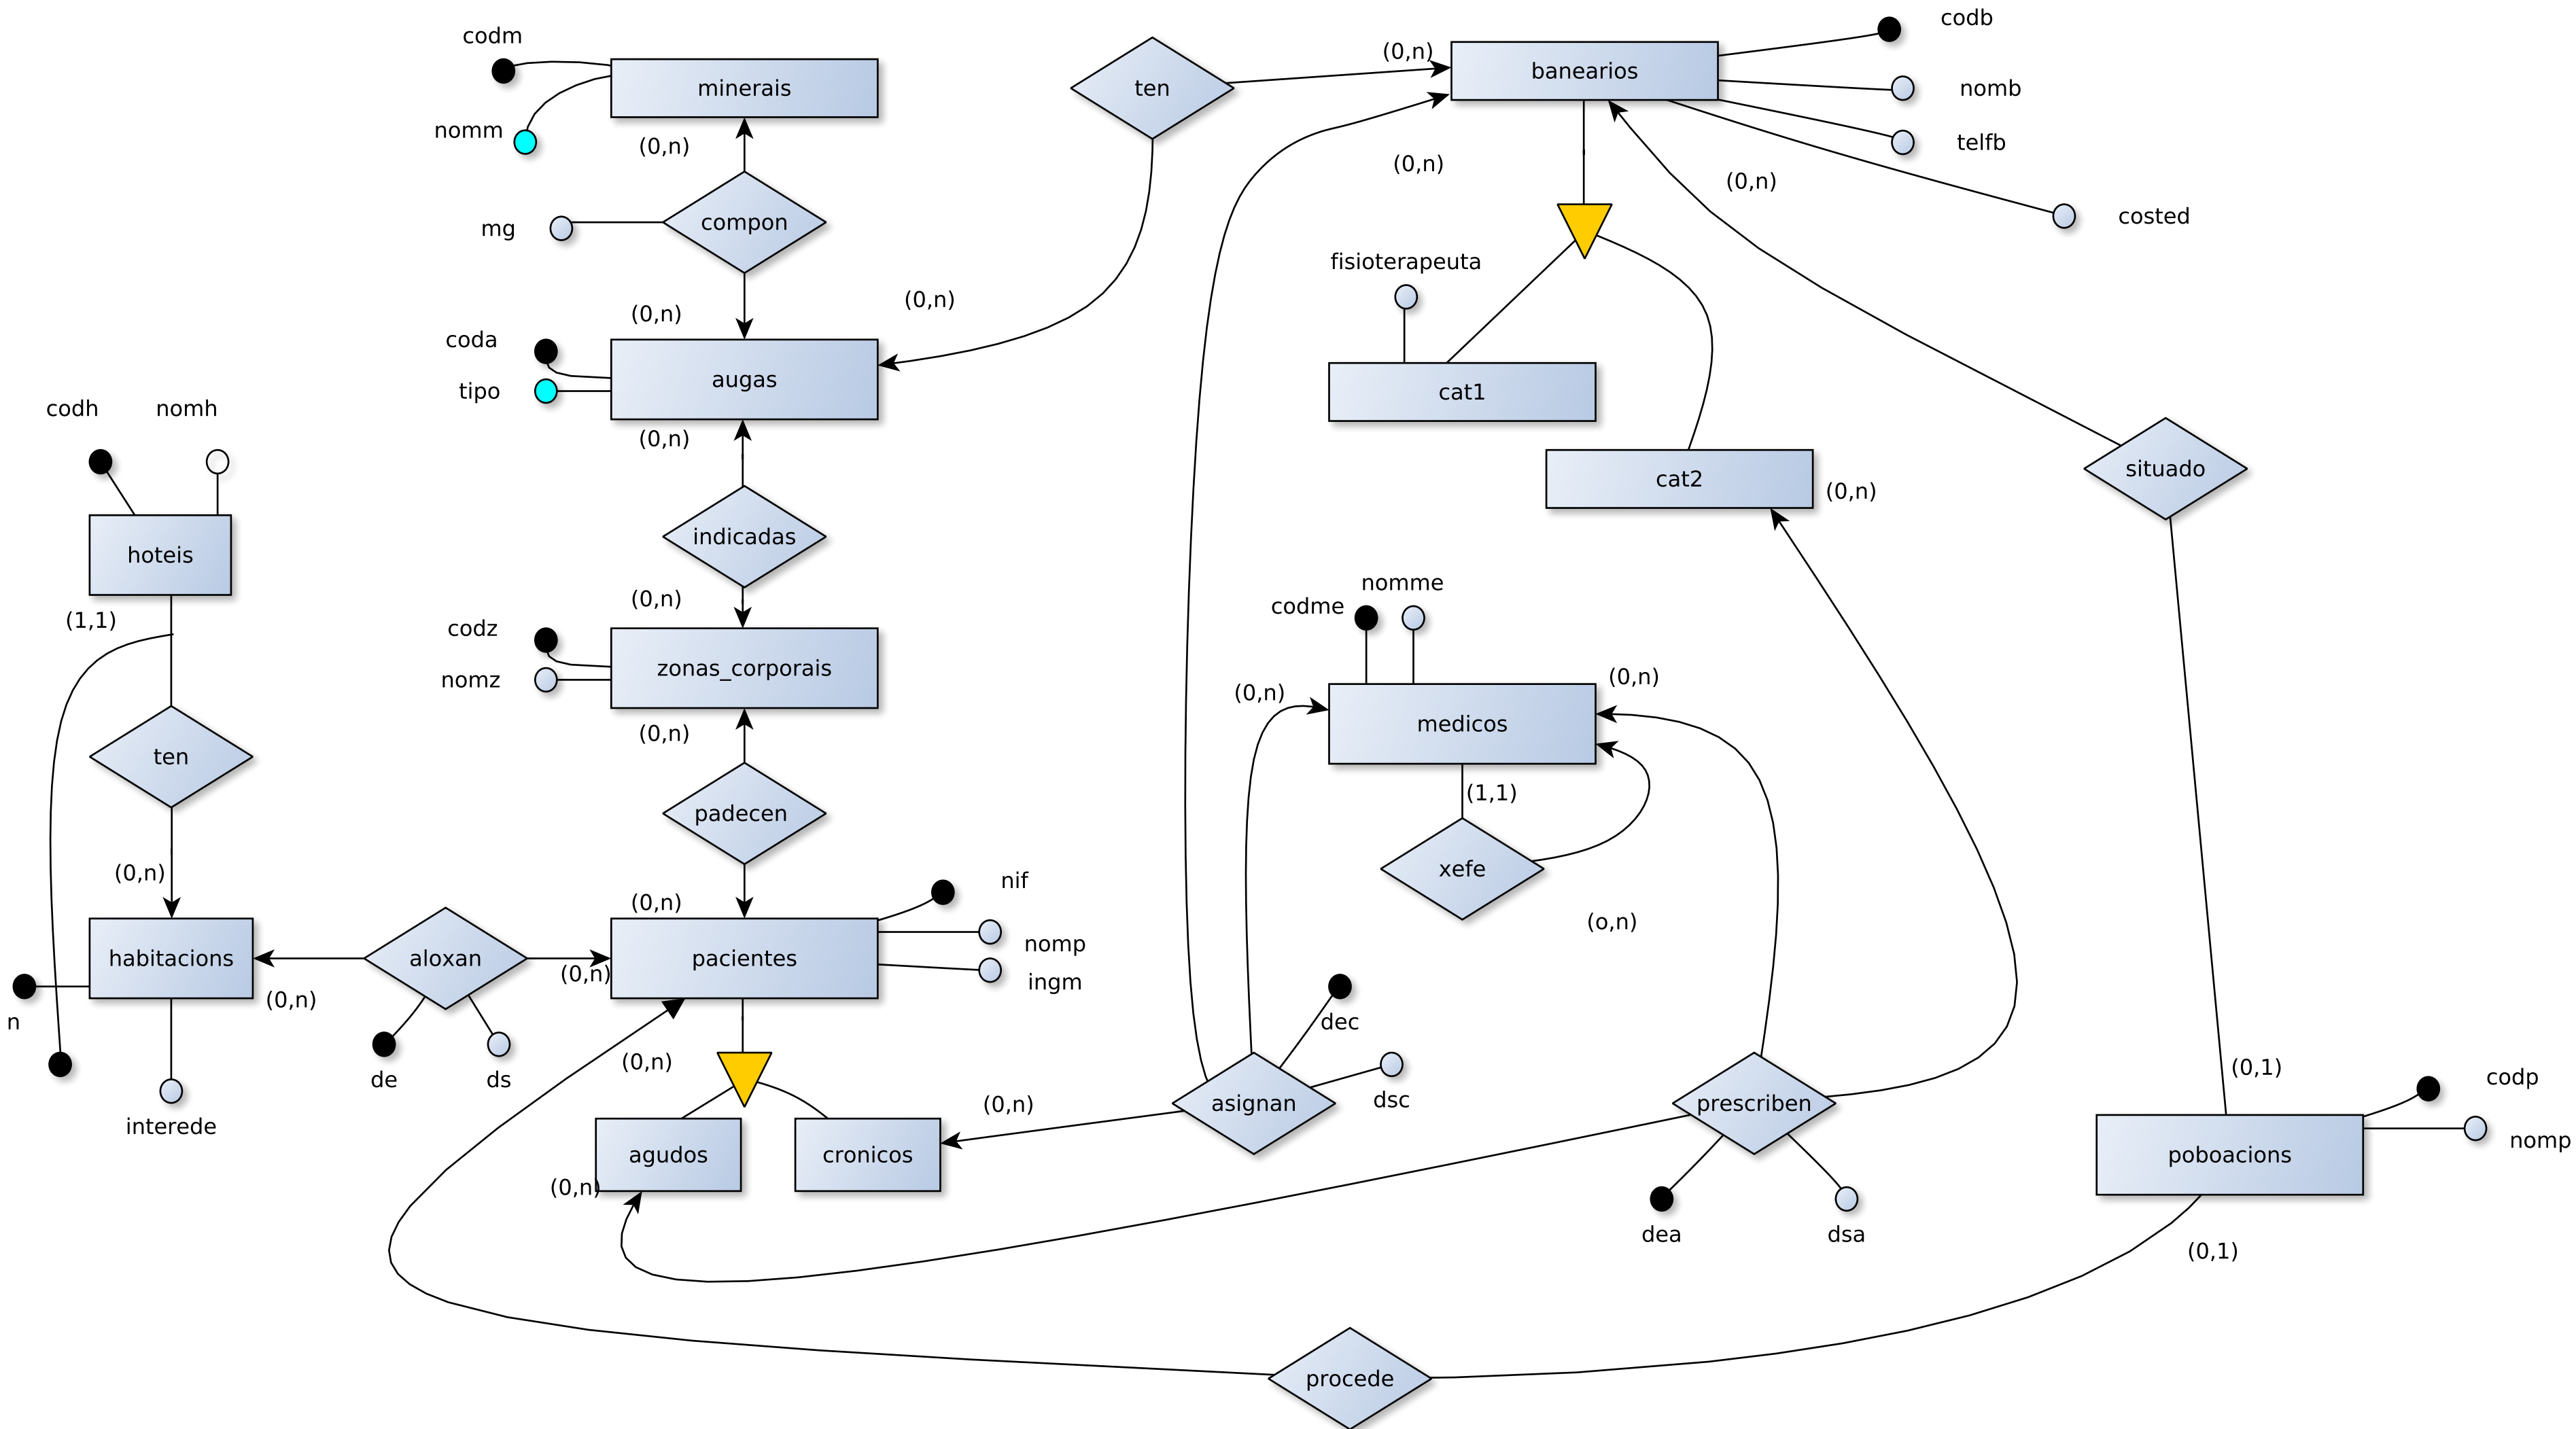 codb
codm
(0,n)
banearios
minerais
ten
nomb
nomm
telfb
(0,n)
(0,n)
(0,n)
costed
compon
mg
fisioterapeuta
(0,n)
(0,n)
coda
augas
tipo
cat1
codh
nomh
(0,n)
situado
cat2
(0,n)
indicadas
hoteis
nomme
(0,n)
codme
(1,1)
codz
zonas_corporais
nomz
(0,n)
(0,n)
medicos
(0,n)
ten
(1,1)
padecen
xefe
(0,n)
nif
(0,n)
(o,n)
nomp
habitacions
aloxan
pacientes
(0,n)
ingm
(0,n)
n
dec
(0,n)
(0,1)
de
ds
codp
dsc
(0,n)
asignan
prescriben
interede
nomp
agudos
cronicos
poboacions
(0,n)
dea
dsa
(0,1)
procede